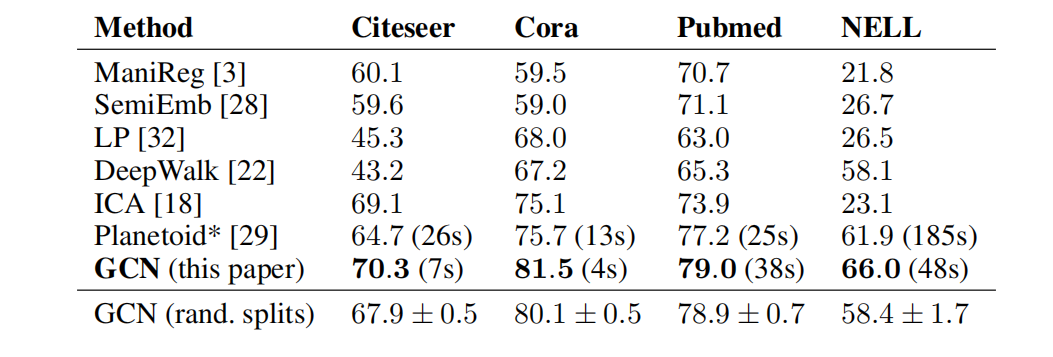 Method Citeseer Cora Pubmed NELL
ManiReg [3] 60.1 59.5 70.7 21.8
SemiEmb [28] 59.6 59.0 71.1 26.7
LP [32] 45.3 68.0 63.0 26.5
DeepWalk [22] 43.2 67.2 65.3 58.1
ICA [18] 69.1 75.1 73.9 23.1
Planetoid* [29] 64.7 (26s) 75.7 (13s) 77.2 (25s) 61.9 (185s)
GCN (this paper) 70.3 (7s) 81.5 (4s) 79.0 (38s) 66.0 (48s)
GCN (rand. splits) 67.9 ± 0.5 80.1 ± 0.5 78.9 ± 0.7 58.4 ± 1.7